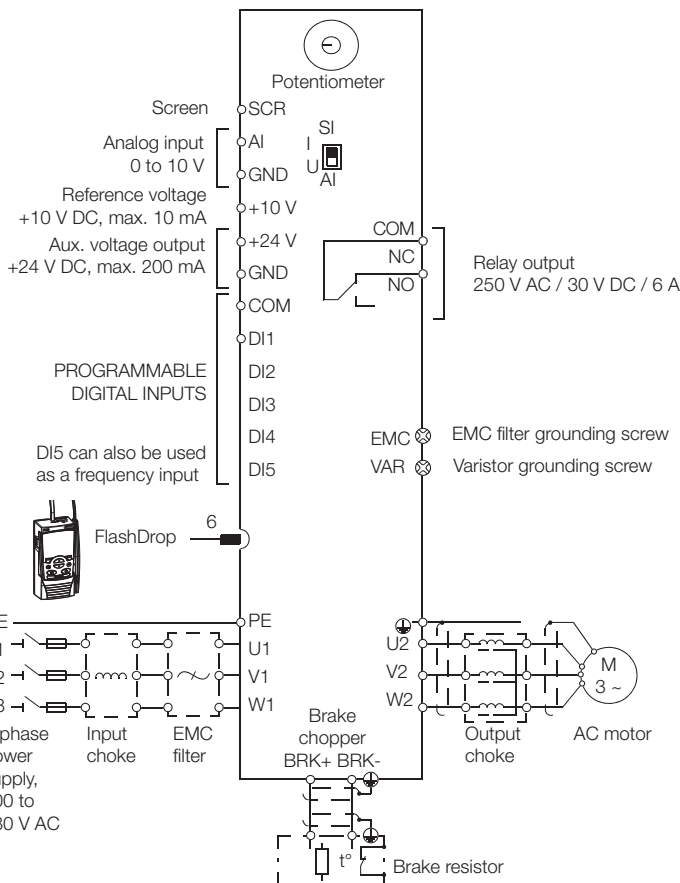 Potentiometer
Screen
SCR
Analog input
0 to 10 V
AI
GND
I
U
SI
AI
Reference voltage
+10 V DC, max. 10 mA
+10 V
Aux. voltage output
+24 V DC, max. 200 mA
+24 V
GND
COM
NC
NO
Relay output
250 V AC / 30 V DC / 6 A
COM
DI1
DI2
DI3
DI4
DI5
PROGRAMMABLE
DIGITAL INPUTS
DI5 can also be used
as a frequency input
EMC
EMC filter grounding screw
VAR
Varistor grounding screw
FlashDrop
6
PE
U1
V1
W1
U2
V2
W2
M
3 ~
Input
choke
EMC
filter
Brake
chopper
BRK+ BRK-
Output
choke
AC motor
V AC
t°
Brake resistor